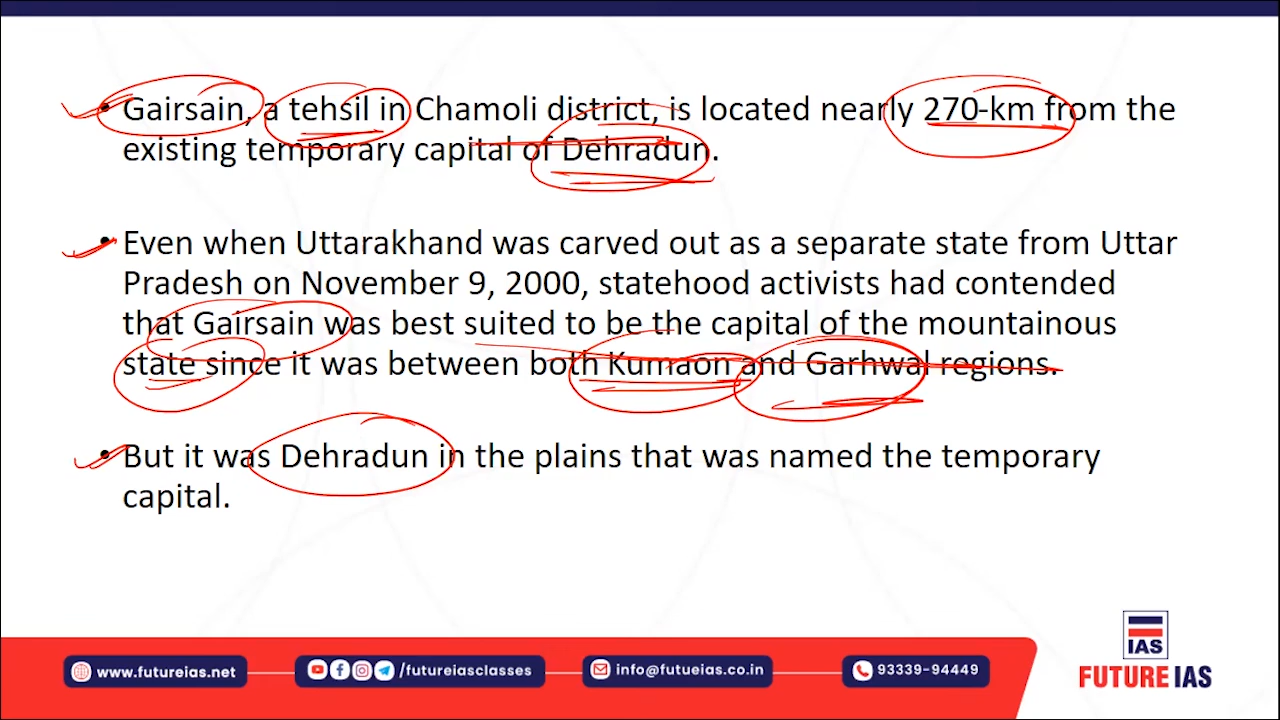 • Gairsain, a tehsil in Chamoli district, is located nearly 270-km from the
existing temporary capital of Dehradun.
• Even when Uttarakhand was carved out as a separate state from Uttar
Pradesh on November 9, 2000, statehood activists had contended
that Gairsain was best suited to be the capital of the mountainous
state since it was between both Kumaon and Garhwal regions.
• But it was Dehradun in the plains that was named the temporary
capital.
IAS
FUTURE IAS
www.futureias.net
/futureiasclasses
info@futueias.co.in
93339-94449